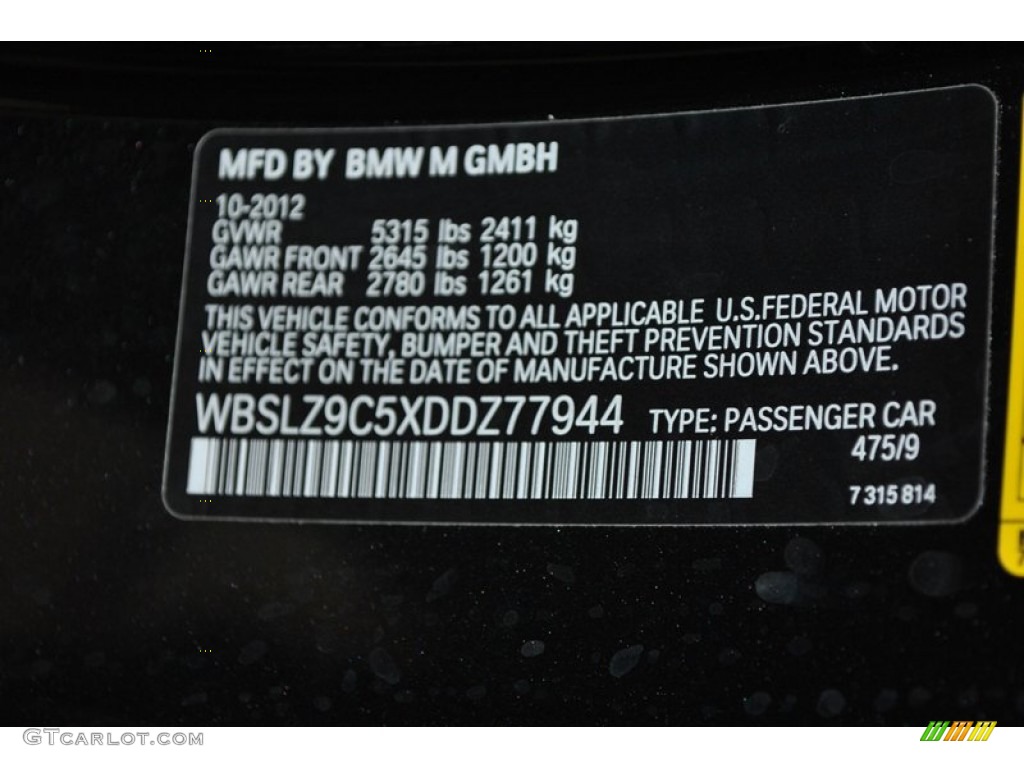 MFD BY BMW M GMBH
10-2012
GVWR 5315 lbs 2411 kg
GAWR FRONT 2645 lbs 1200 kg
GAWR REAR 2780 lbs 1261 kg
THIS VEHICLE CONFORMS TO ALL APPLICABLE U.S.FEDERAL MOTOR
VEHICLE SAFETY, BUMPER AND THEFT PREVENTION STANDARDS
IN EFFECT ON THE DATE OF MANUFACTURE SHOWN ABOVE.
WBSLZ9C5XDDZ77944 TYPE: PASSENGER CAR
475/9
7 315 814
GTCARLOT.COM